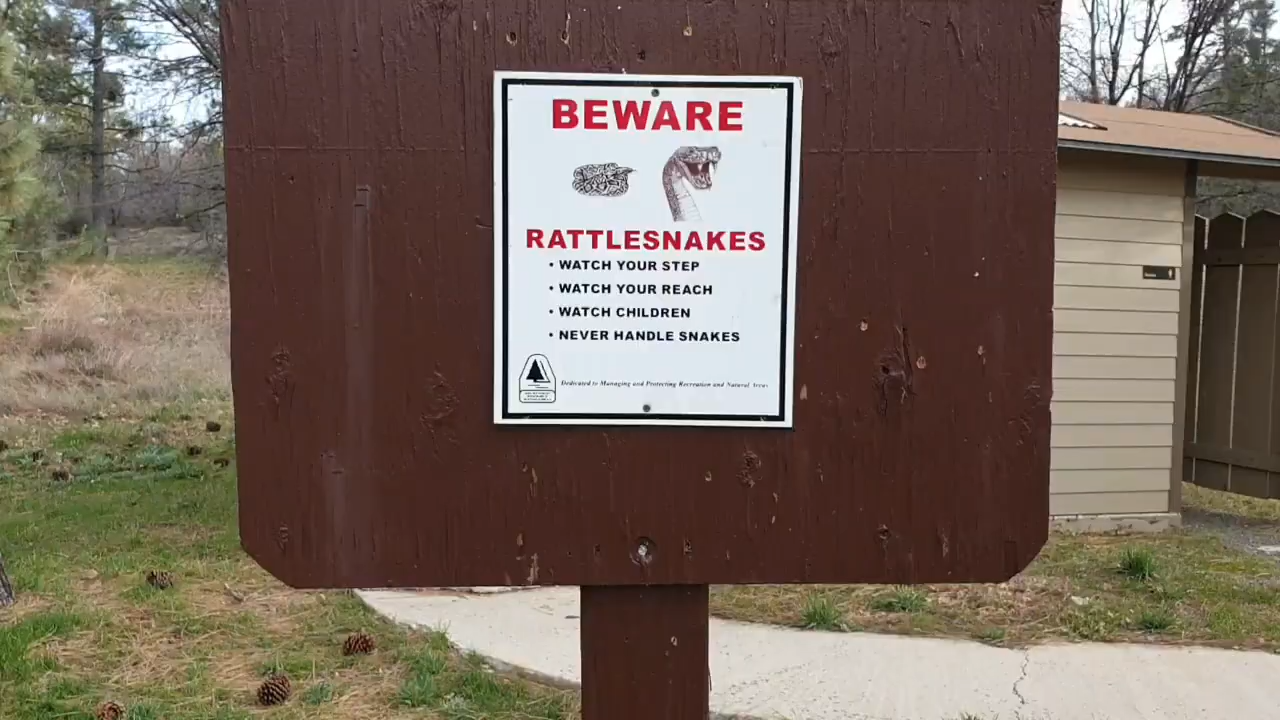 BEWARE
RATTLESNAKES
• WATCH YOUR STEP
• WATCH YOUR REACH
• WATCH CHILDREN
• NEVER HANDLE SNAKES
Dedicated to Managing and Protecting Recreation and Natural Areas